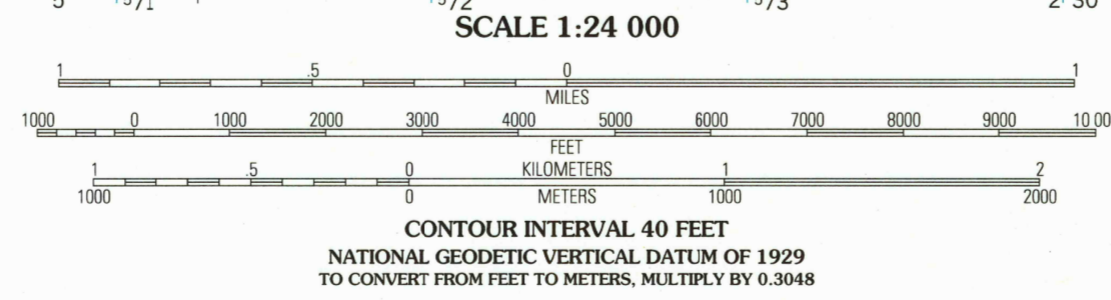 SCALE 1:24 000
1 .5 0 1
MILES
1000 0 1000 2000 3000 4000 5000 6000 7000 8000 9000 10 00
FEET
1 .5 0 KILOMETERS 1 2
1000 0 METERS 1000 2000
CONTOUR INTERVAL 40 FEET
NATIONAL GEODETIC VERTICAL DATUM OF 1929
TO CONVERT FROM FEET TO METERS, MULTIPLY BY 0.3048